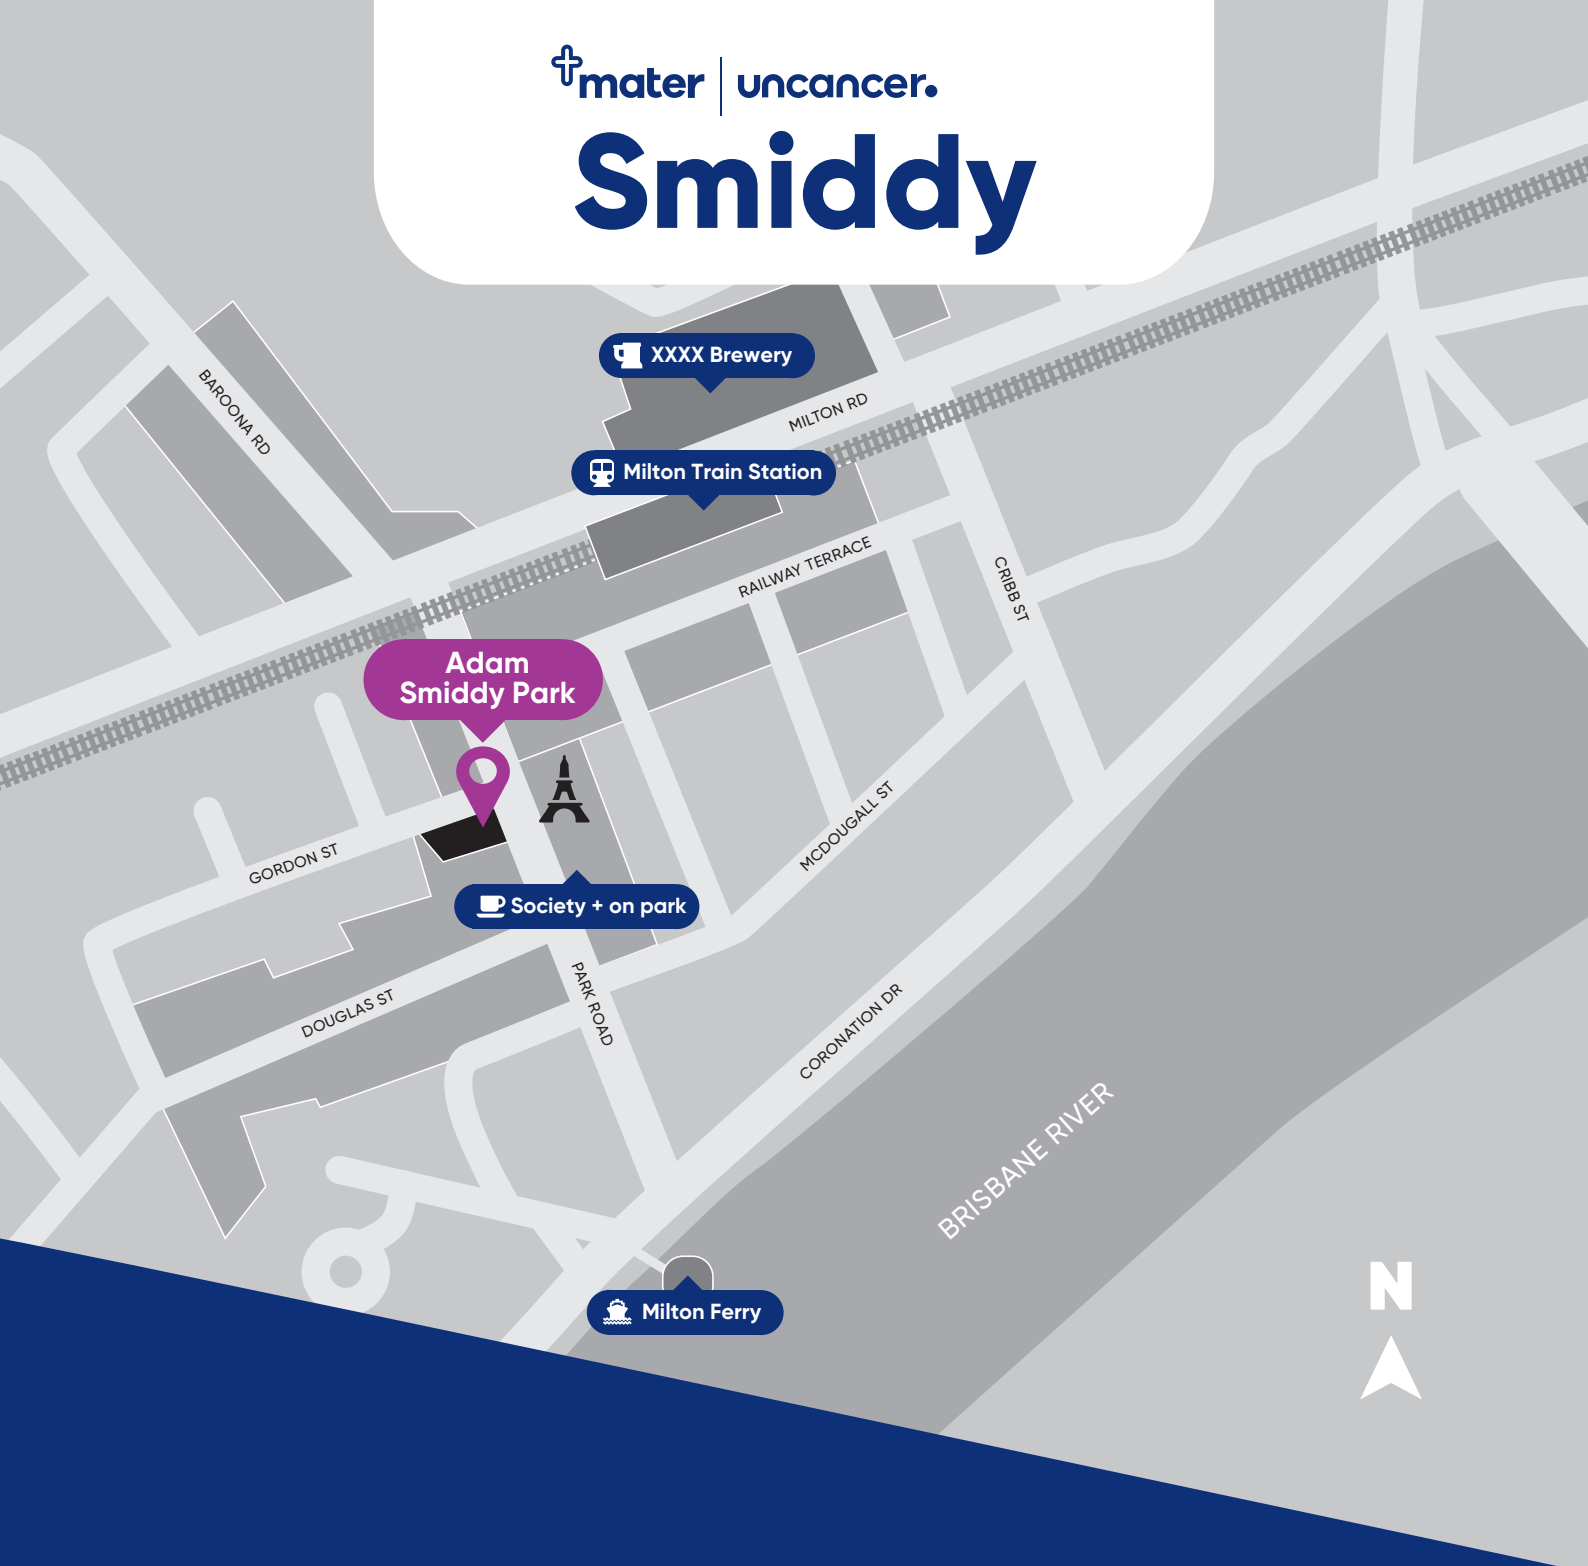 mater | uncancer.
Smiddy
XXXX Brewery
BAROONA RD
MILTON RD
Milton Train Station
RAILWAY TERRACE
CRIBB ST
Adam
Smiddy Park
MCDOUGALL ST
GORDON ST
Society + on park
PARK ROAD
DOUGLAS ST
CORONATION DR
BRISBANE RIVER
Milton Ferry
N